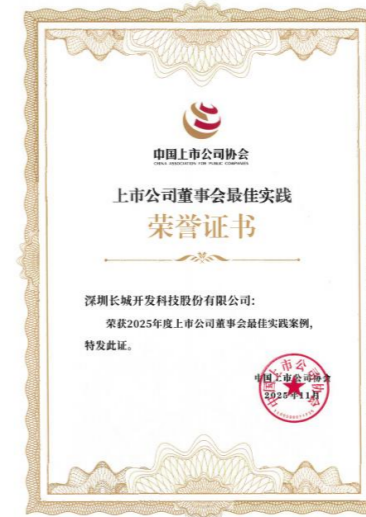 中国上市公司协会
CHINA ASSOCIATION FOR PUBLIC COMPANIES
上市公司董事会最佳实践
荣誉证书
深圳长城开发科技股份有限公司:
荣获2025年度上市公司董事会最佳实践案例,
特发此证。
中国上市公司协会
2025年11月